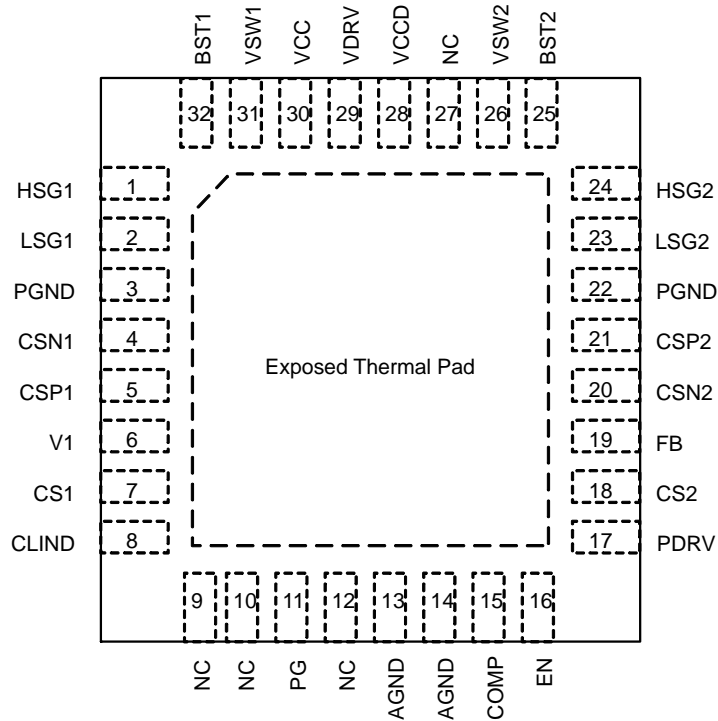 BST1 VSW1 VCC VDRV VCCD NC VSW2 BST2
32 31 30 29 28 27 26 25
HSG1 1 24 HSG2
LSG1 2 23 LSG2
PGND 3 22 PGND
CSN1 4 21 CSP2
Exposed Thermal Pad
CSP1 5 20 CSN2
V1 6 19 FB
CS1 7 18 CS2
CLIND 8 17 PDRV
9 10 11 12 13 14 15 16
NC NC PG NC AGND AGND COMP EN